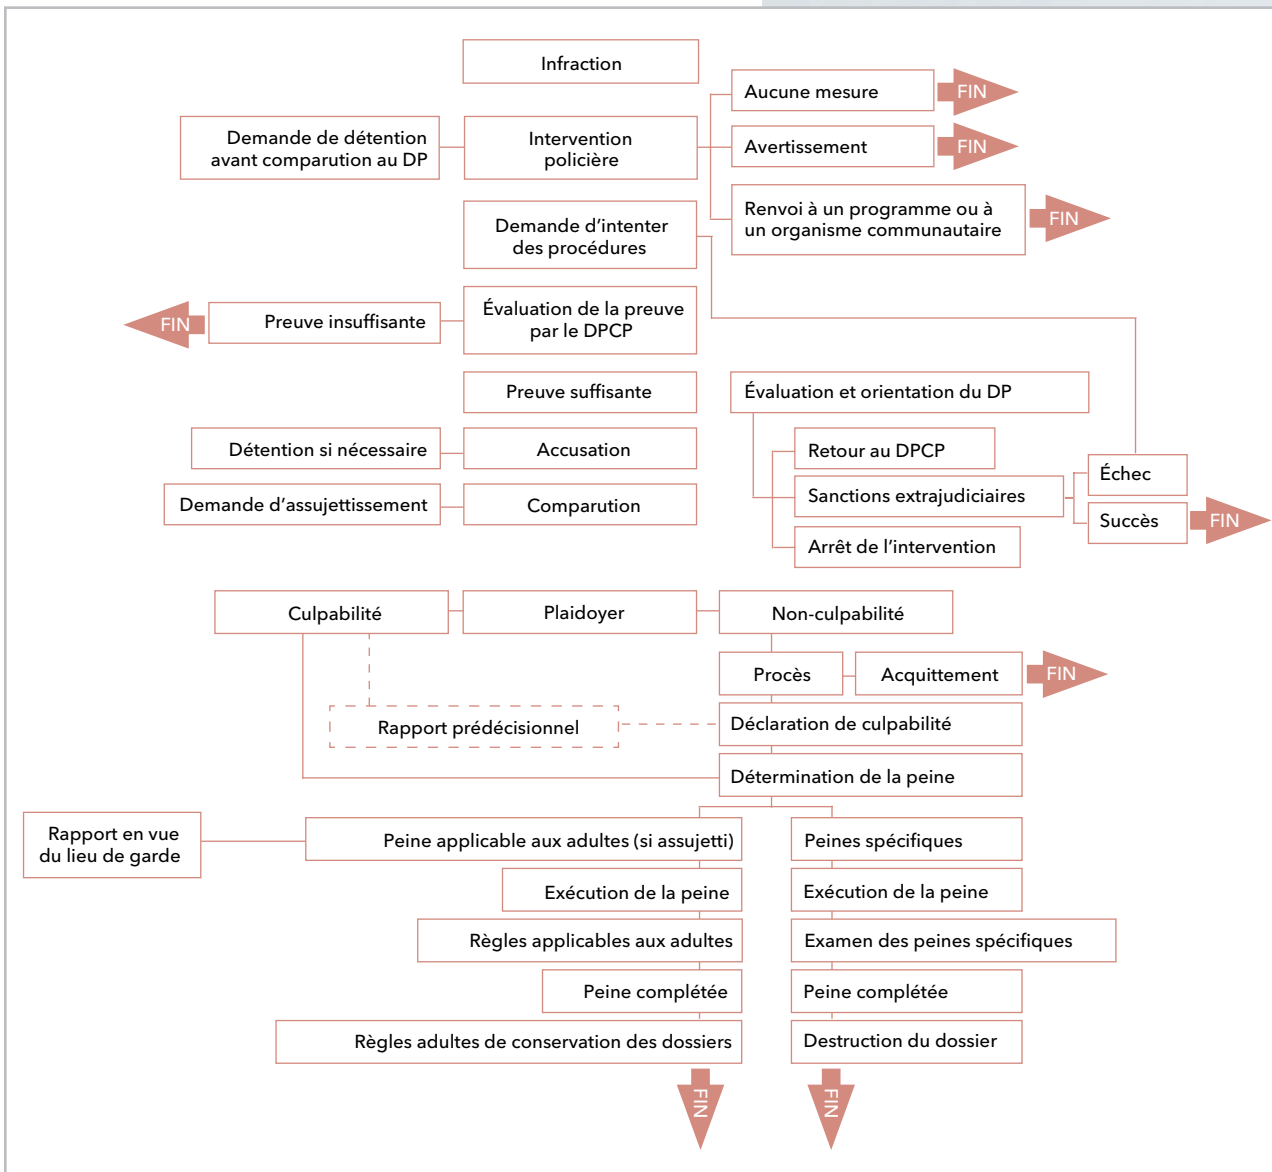 Infraction
Aucune mesure
FIN
Demande de détention
avant comparution au DP
Intervention
policière
Avertissement
FIN
Renvoi à un programme ou à
un organisme communautaire
FIN
Demande d'intenter
des procédures
FIN
Preuve insuffisante
Évaluation de la preuve
par le DPCP
Preuve suffisante
Évaluation et orientation du DP
Détention si nécessaire
Accusation
Retour au DPCP
Échec
Demande d'assujettissement
Comparution
Sanctions extrajudiciaires
Succès
FIN
Arrêt de l'intervention
Culpabilité
Plaidoyer
Non-culpabilité
Procès
Acquittement
FIN
Rapport prédécisionnel
Déclaration de culpabilité
Détermination de la peine
Rapport en vue
du lieu de garde
Peine applicable aux adultes (si assujetti)
Peines spécifiques
Exécution de la peine
Exécution de la peine
Règles applicables aux adultes
Examen des peines spécifiques
Peine complétée
Peine complétée
Règles adultes de conservation des dossiers
Destruction du dossier
FIN
FIN